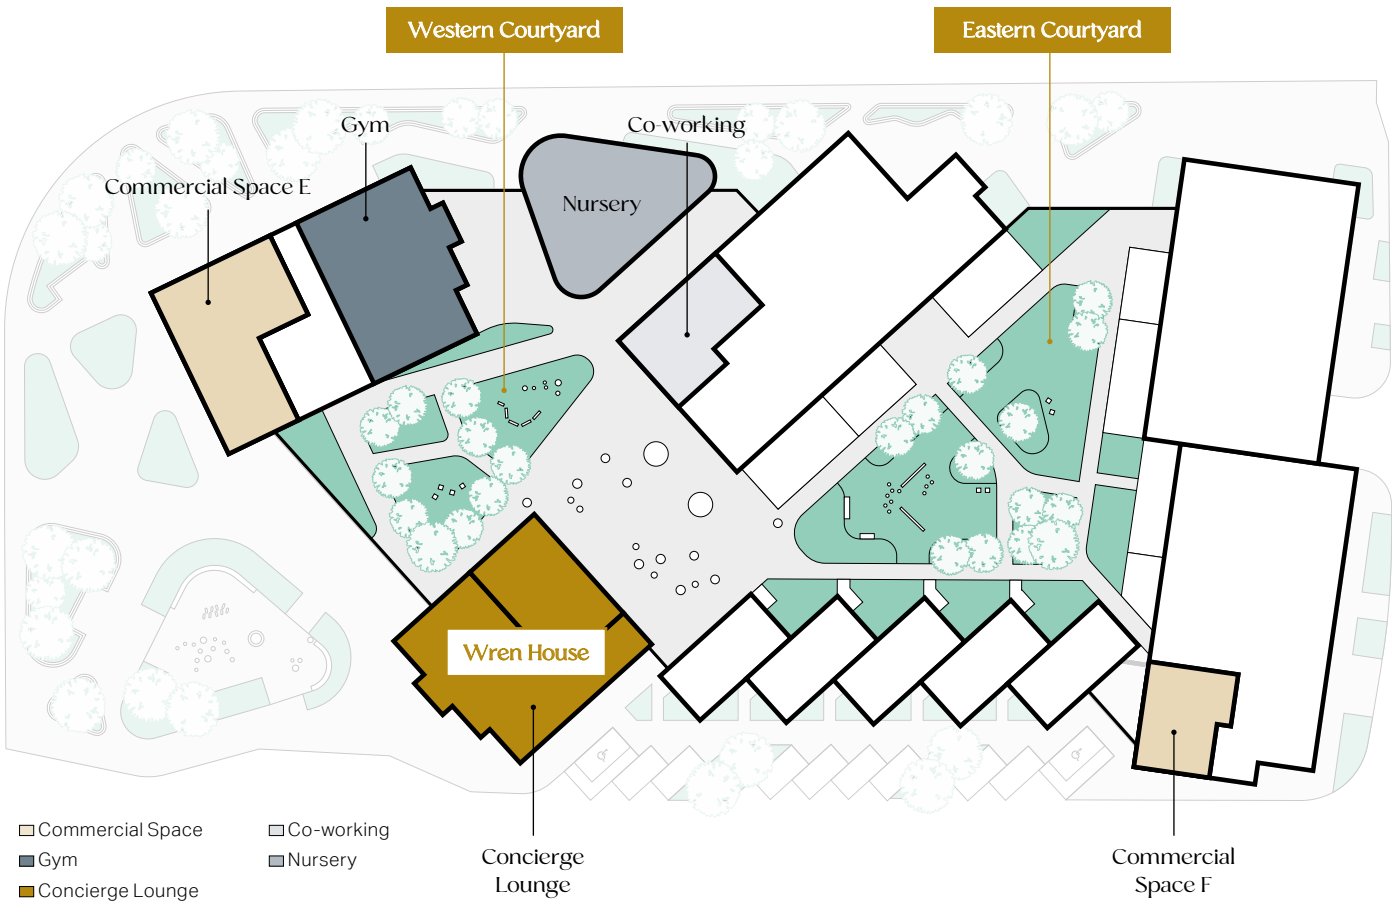 Western Courtyard
Eastern Courtyard
Gym
Co-working
Commercial Space E
Nursery
Wren House
Commercial Space
Gym
Concierge Lounge
Co-working
Nursery
Concierge
Lounge
Commercial
Space F